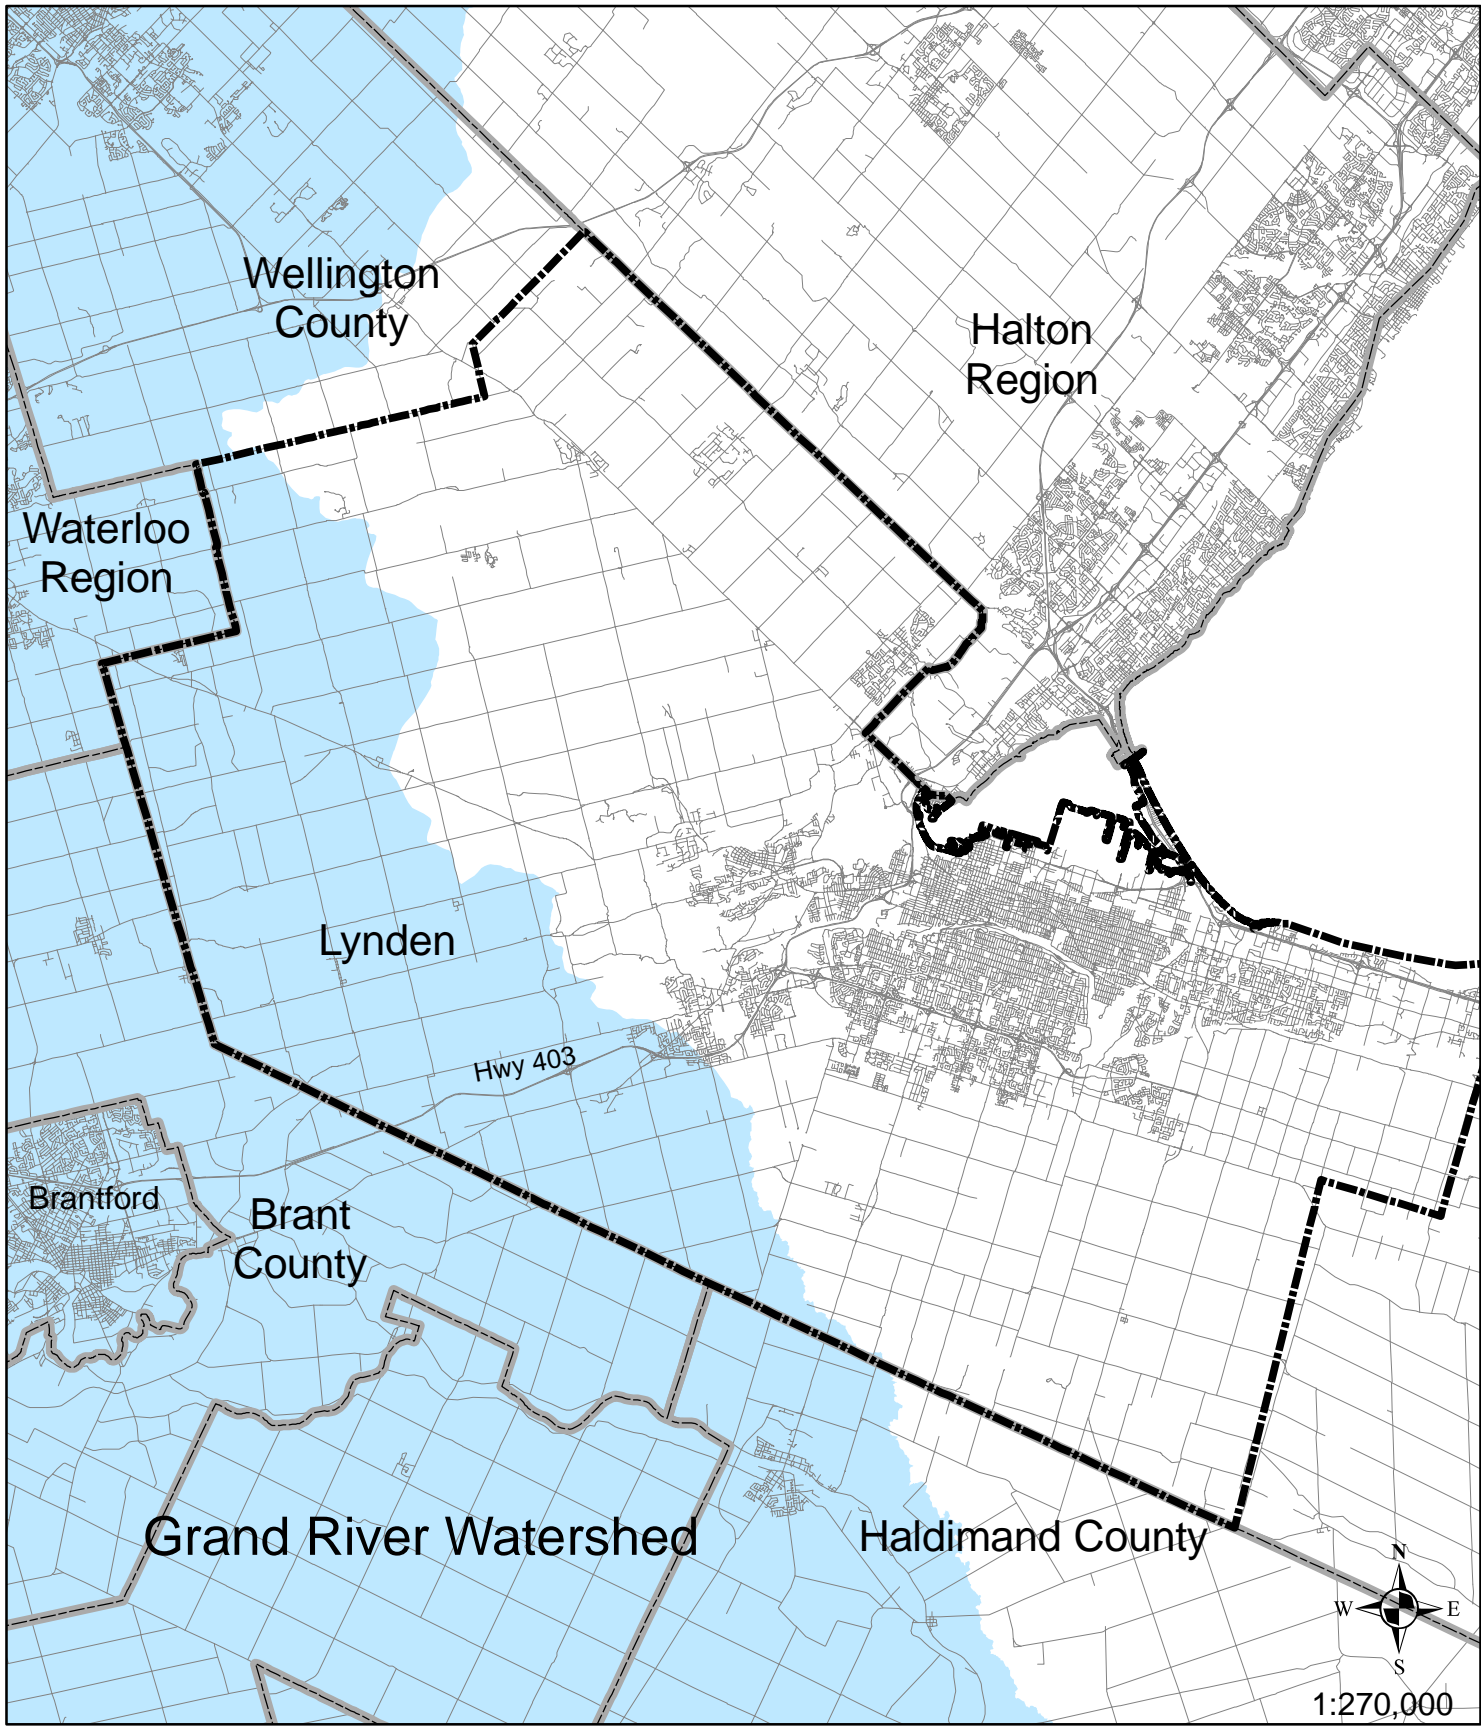 Wellington
County
Halton
Region
Waterloo
Region
Lynden
Hwy 403
Brantford
Brant
County
Grand River Watershed
Haldimand County
N
W
E
S
1:270,000